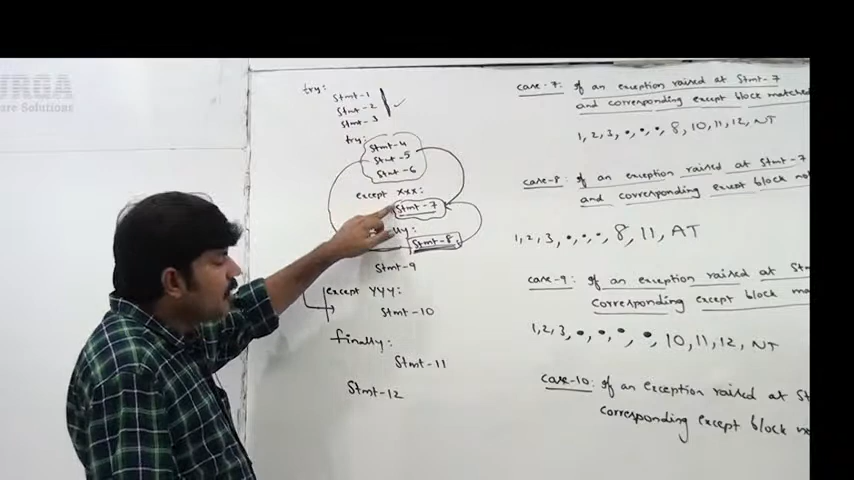 URGA
are Solutions
try:
Stmt-1
Stmt-2
Stmt-3
try:
Stmt-4
Stmt-5
Stmt-6
except XXX:
Stmt-7
Stmt-8
Stmt-9
except YYY:
Stmt-10
finally:
Stmt-11
Stmt-12
case-7: if an exception raised at Stmt-7
and corresponding except block matched
1, 2, 3, •, •, •, 8, 10, 11, 12, NT
case-8: if an exception raised at Stmt-7
and corresponding except block no
1, 2, 3, •, •, •, 8, 11, AT
case-9: if an exception raised at St
corresponding except block ma
1, 2, 3, •, •, •, •, 10, 11, 12, NT
case-10: if an exception raised at St
corresponding except block no